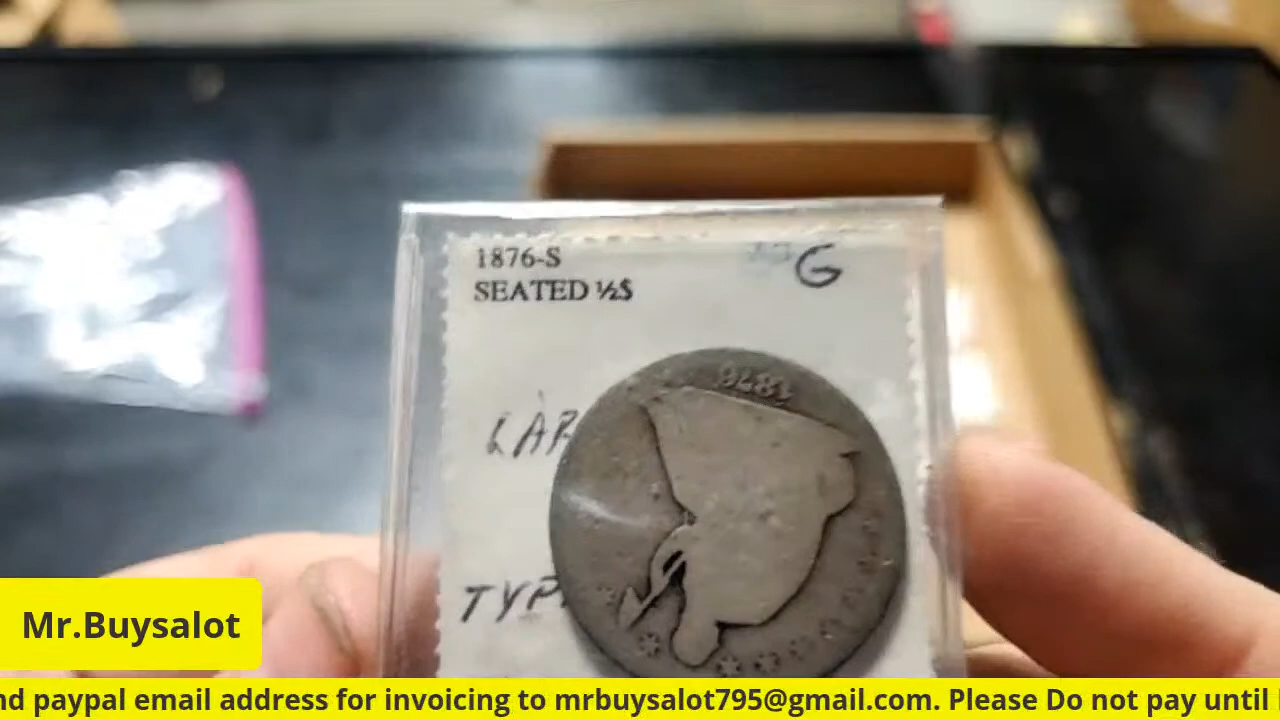 1876-S
G
SEATED ½$
1876
LAR
TYP
Mr.Buysalot
nd paypal email address for invoicing to mrbuysalot795@gmail.com. Please Do not pay until